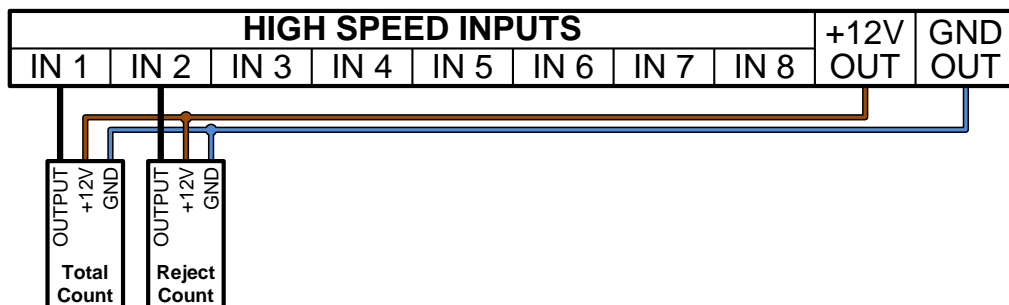 HIGH SPEED INPUTS
+12V OUT
GND OUT
IN 1 IN 2 IN 3 IN 4 IN 5 IN 6 IN 7 IN 8
OUTPUT
+12V
GND
Total
Count
OUTPUT
+12V
GND
Reject
Count